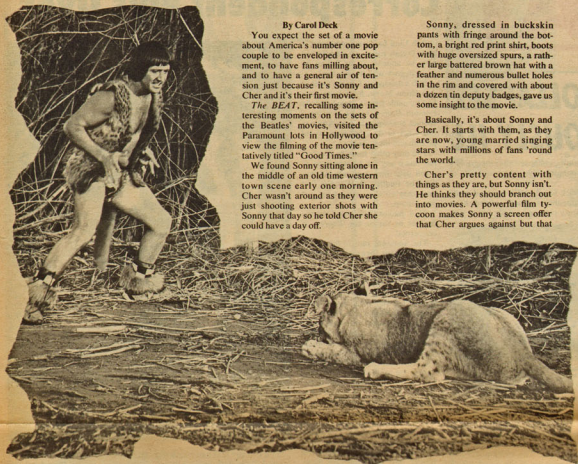 By Carol Deck
You expect the set of a movie
about America's number one pop
couple to be enveloped in excite-
ment, to have fans milling about,
and to have a general air of ten-
sion just because it's Sonny and
Cher and it's their first movie.
The BEAT, recalling some in-
teresting moments on the sets of
the Beatles' movies, visited the
Paramount lots in Hollywood to
view the filming of the movie ten-
tatively titled "Good Times."
We found Sonny sitting alone in
the middle of an old time western
town scene early one morning.
Cher wasn't around as they were
just shooting exterior shots with
Sonny that day so he told Cher she
could have a day off.
Sonny, dressed in buckskin
pants with fringe around the bot-
tom, a bright red print shirt, boots
with huge oversized spurs, a rath-
er large battered brown hat with a
feather and numerous bullet holes
in the rim and covered with about
a dozen tin deputy badges, gave us
some insight to the movie.
Basically, it's about Sonny and
Cher. It starts with them, as they
are now, young married singing
stars with millions of fans 'round
the world.
Cher's pretty content with
things as they are, but Sonny isn't.
He thinks they should branch out
into movies. A powerful film ty-
coon makes Sonny a screen offer
that Cher argues against but that